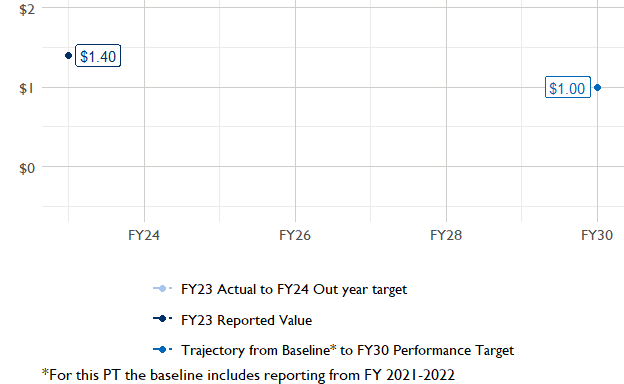 $2
$1.40
$1
$1.00
$0
FY24 FY26 FY28 FY30
FY23 Actual to FY24 Out year target
FY23 Reported Value
Trajectory from Baseline* to FY30 Performance Target
*For this PT the baseline includes reporting from FY 2021-2022